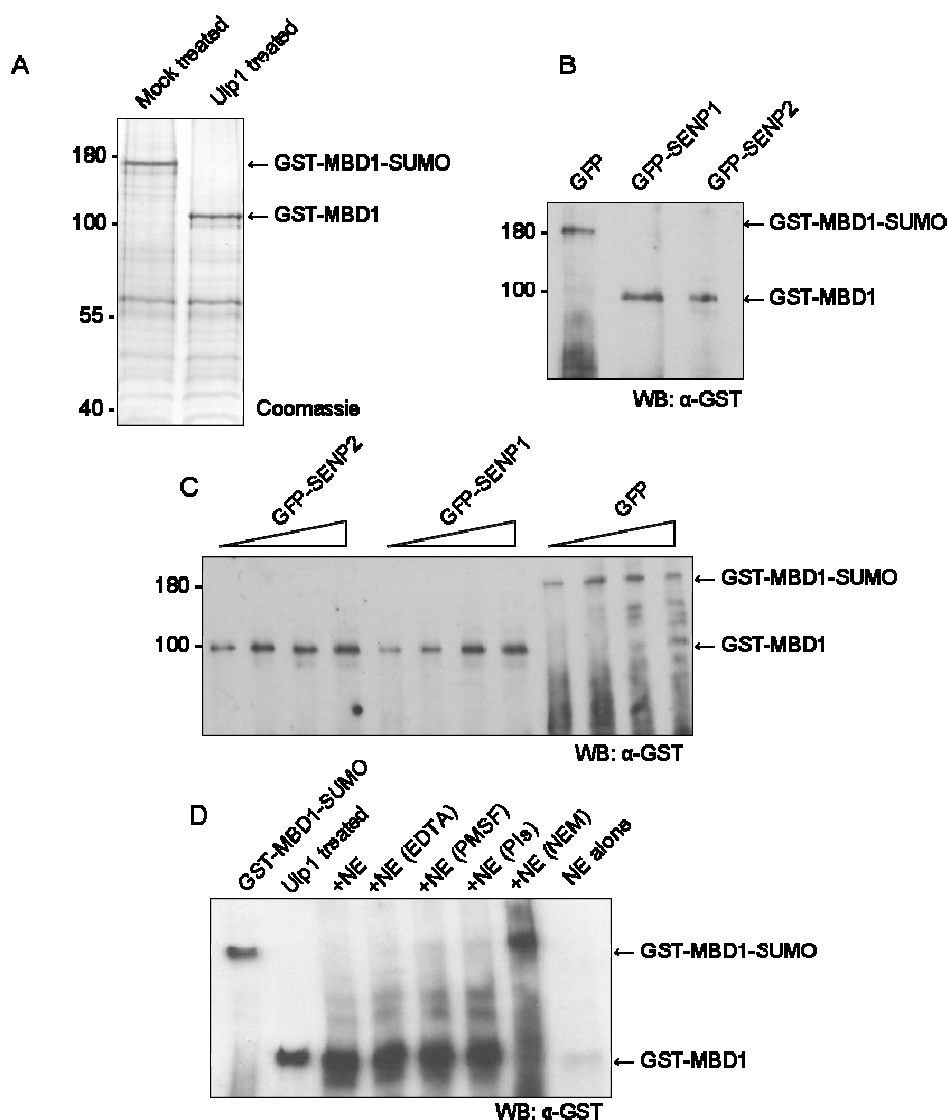 A
Mock treated
Ulp1 treated
180
100
55
40
← GST-MBD1-SUMO
← GST-MBD1
Coomassie
B
GFP
GFP-SENP1
GFP-SENP2
180
100
← GST-MBD1-SUMO
← GST-MBD1
WB: α-GST
C
GFP-SENP2
GFP-SENP1
GFP
180
100
← GST-MBD1-SUMO
← GST-MBD1
WB: α-GST
D
GST-MBD1-SUMO
Ulp1 treated
+NE
+NE (EDTA)
+NE (PMSF)
+NE (PIs)
+NE (NEM)
NE alone
← GST-MBD1-SUMO
← GST-MBD1
WB: α-GST